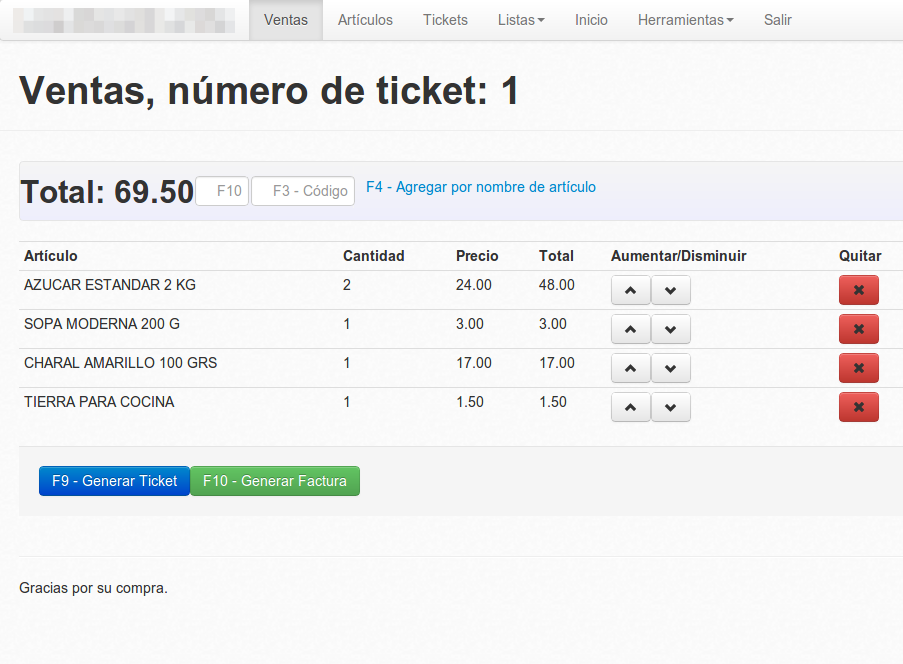 Ventas Artículos Tickets Listas Inicio Herramientas Salir
Ventas, número de ticket: 1
Total: 69.50 F10 F3 - Código F4 - Agregar por nombre de artículo
Artículo Cantidad Precio Total Aumentar/Disminuir Quitar
AZUCAR ESTANDAR 2 KG 2 24.00 48.00
SOPA MODERNA 200 G 1 3.00 3.00
CHARAL AMARILLO 100 GRS 1 17.00 17.00
TIERRA PARA COCINA 1 1.50 1.50
F9 - Generar Ticket F10 - Generar Factura
Gracias por su compra.